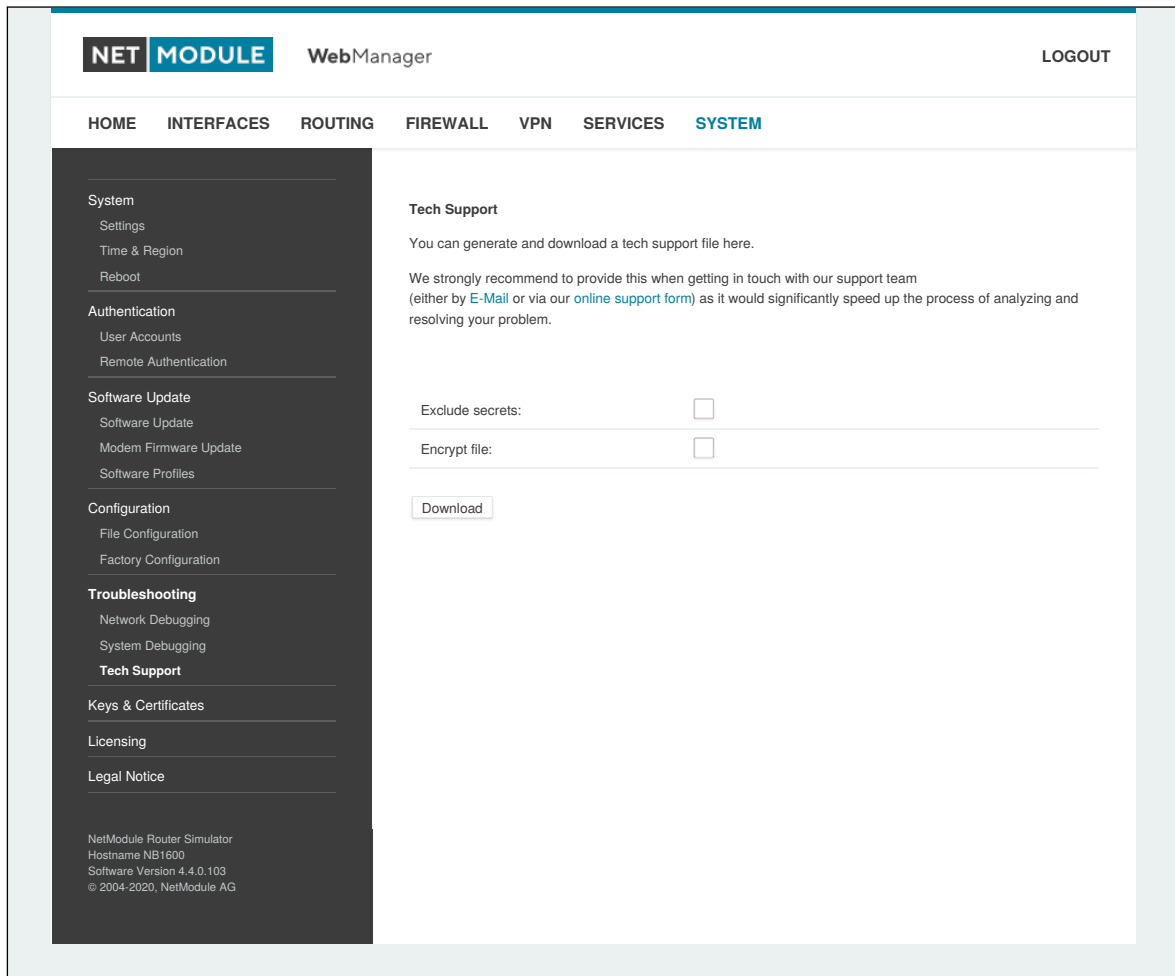 NET MODULE WebManager LOGOUT
HOME INTERFACES ROUTING FIREWALL VPN SERVICES SYSTEM
System
Settings
Time & Region
Reboot
Authentication
User Accounts
Remote Authentication
Software Update
Software Update
Modem Firmware Update
Software Profiles
Configuration
File Configuration
Factory Configuration
Troubleshooting
Network Debugging
System Debugging
Tech Support
Keys & Certificates
Licensing
Legal Notice
NetModule Router Simulator
Hostname NB1600
Software Version 4.4.0.103
© 2004-2020, NetModule AG
Tech Support
You can generate and download a tech support file here.
We strongly recommend to provide this when getting in touch with our support team
(either by E-Mail or via our online support form) as it would significantly speed up the process of analyzing and
resolving your problem.
Exclude secrets:
Encrypt file:
Download